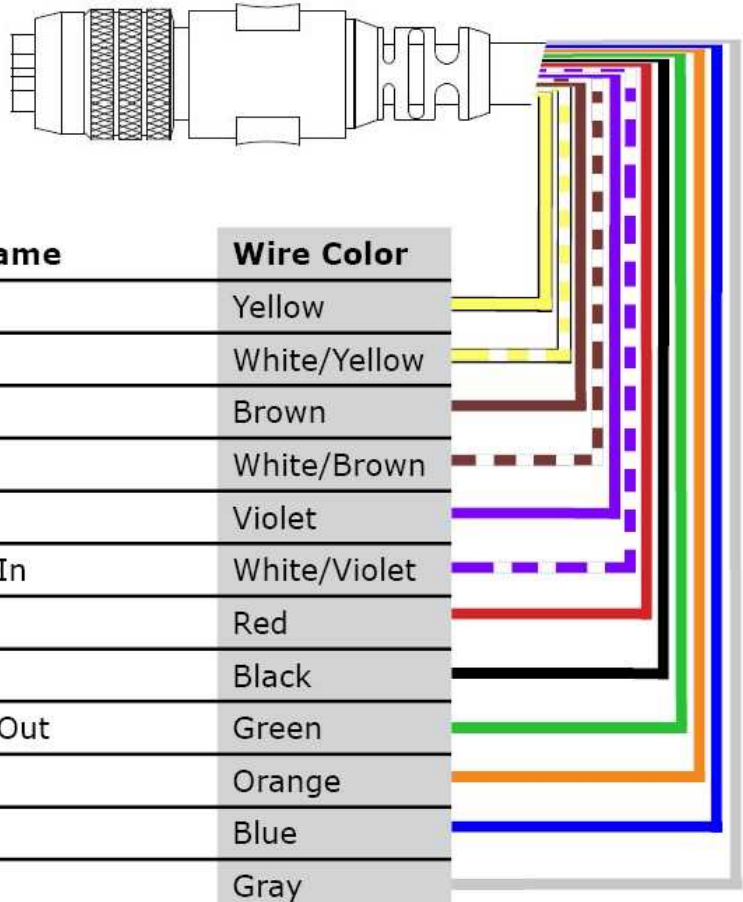 ame Wire Color
Yellow
White/Yellow
Brown
White/Brown
Violet
In White/Violet
Red
Black
Out Green
Orange
Blue
Gray